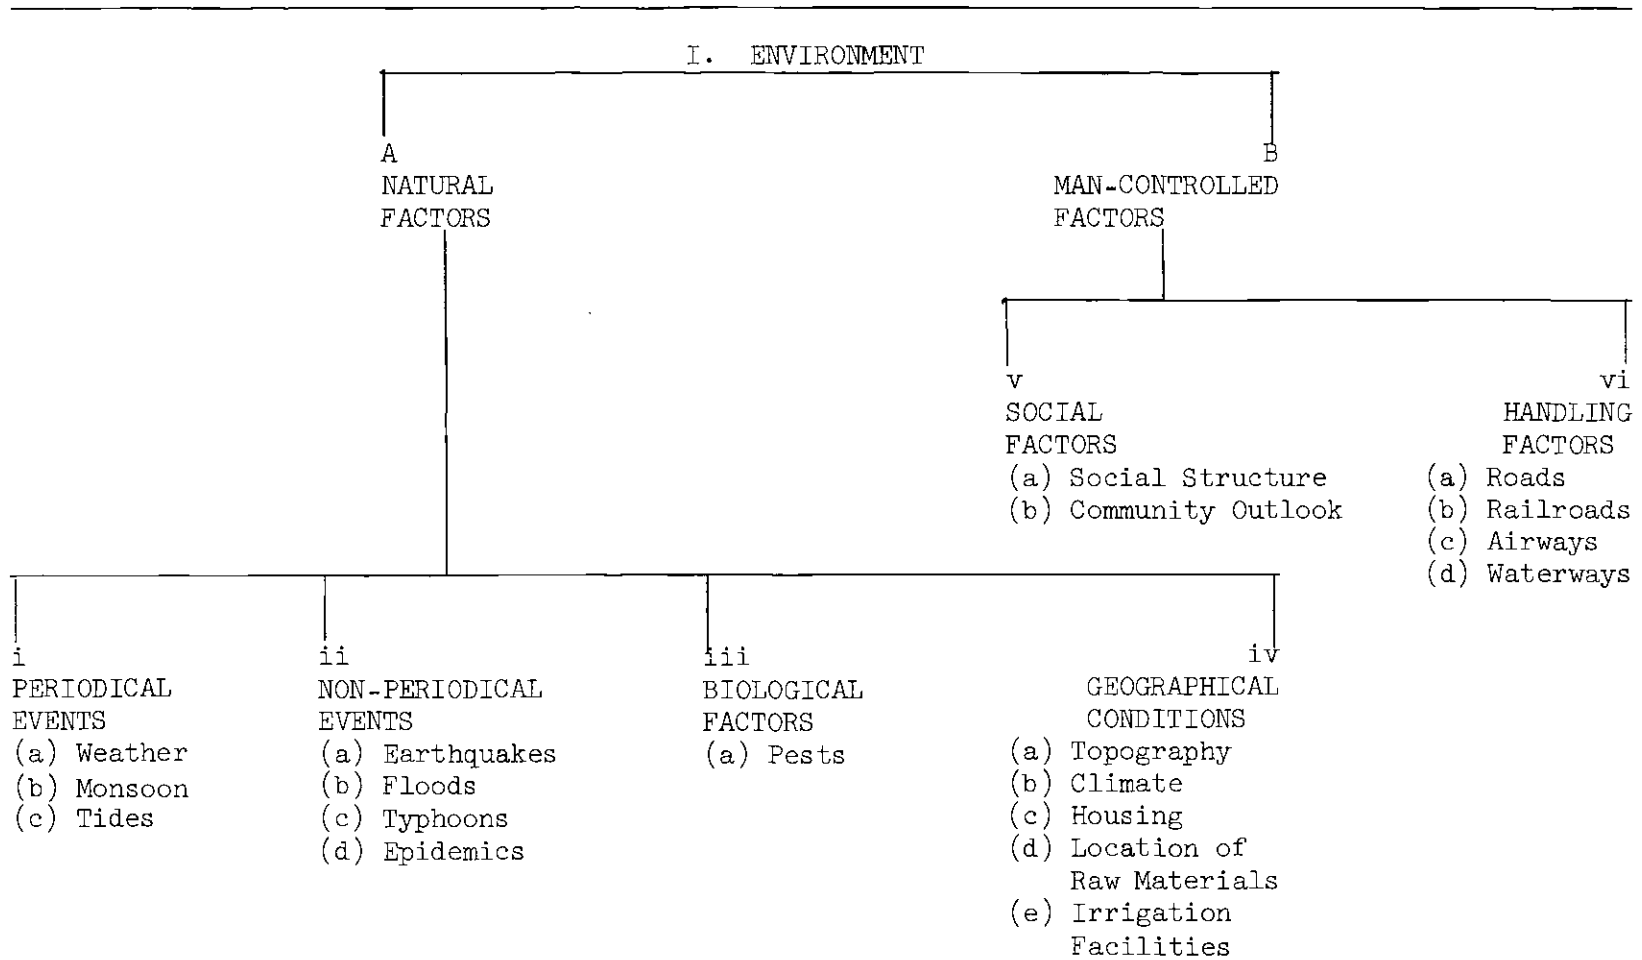 I. ENVIRONMENT
A
NATURAL
FACTORS
B
MAN-CONTROLLED
FACTORS
v
SOCIAL
FACTORS
(a) Social Structure
(b) Community Outlook
vi
HANDLING
FACTORS
(a) Roads
(b) Railroads
(c) Airways
(d) Waterways
i
PERIODICAL
EVENTS
(a) Weather
(b) Monsoon
(c) Tides
ii
NON-PERIODICAL
EVENTS
(a) Earthquakes
(b) Floods
(c) Typhoons
(d) Epidemics
iii
BIOLOGICAL
FACTORS
(a) Pests
iv
GEOGRAPHICAL
CONDITIONS
(a) Topography
(b) Climate
(c) Housing
(d) Location of
Raw Materials
(e) Irrigation
Facilities